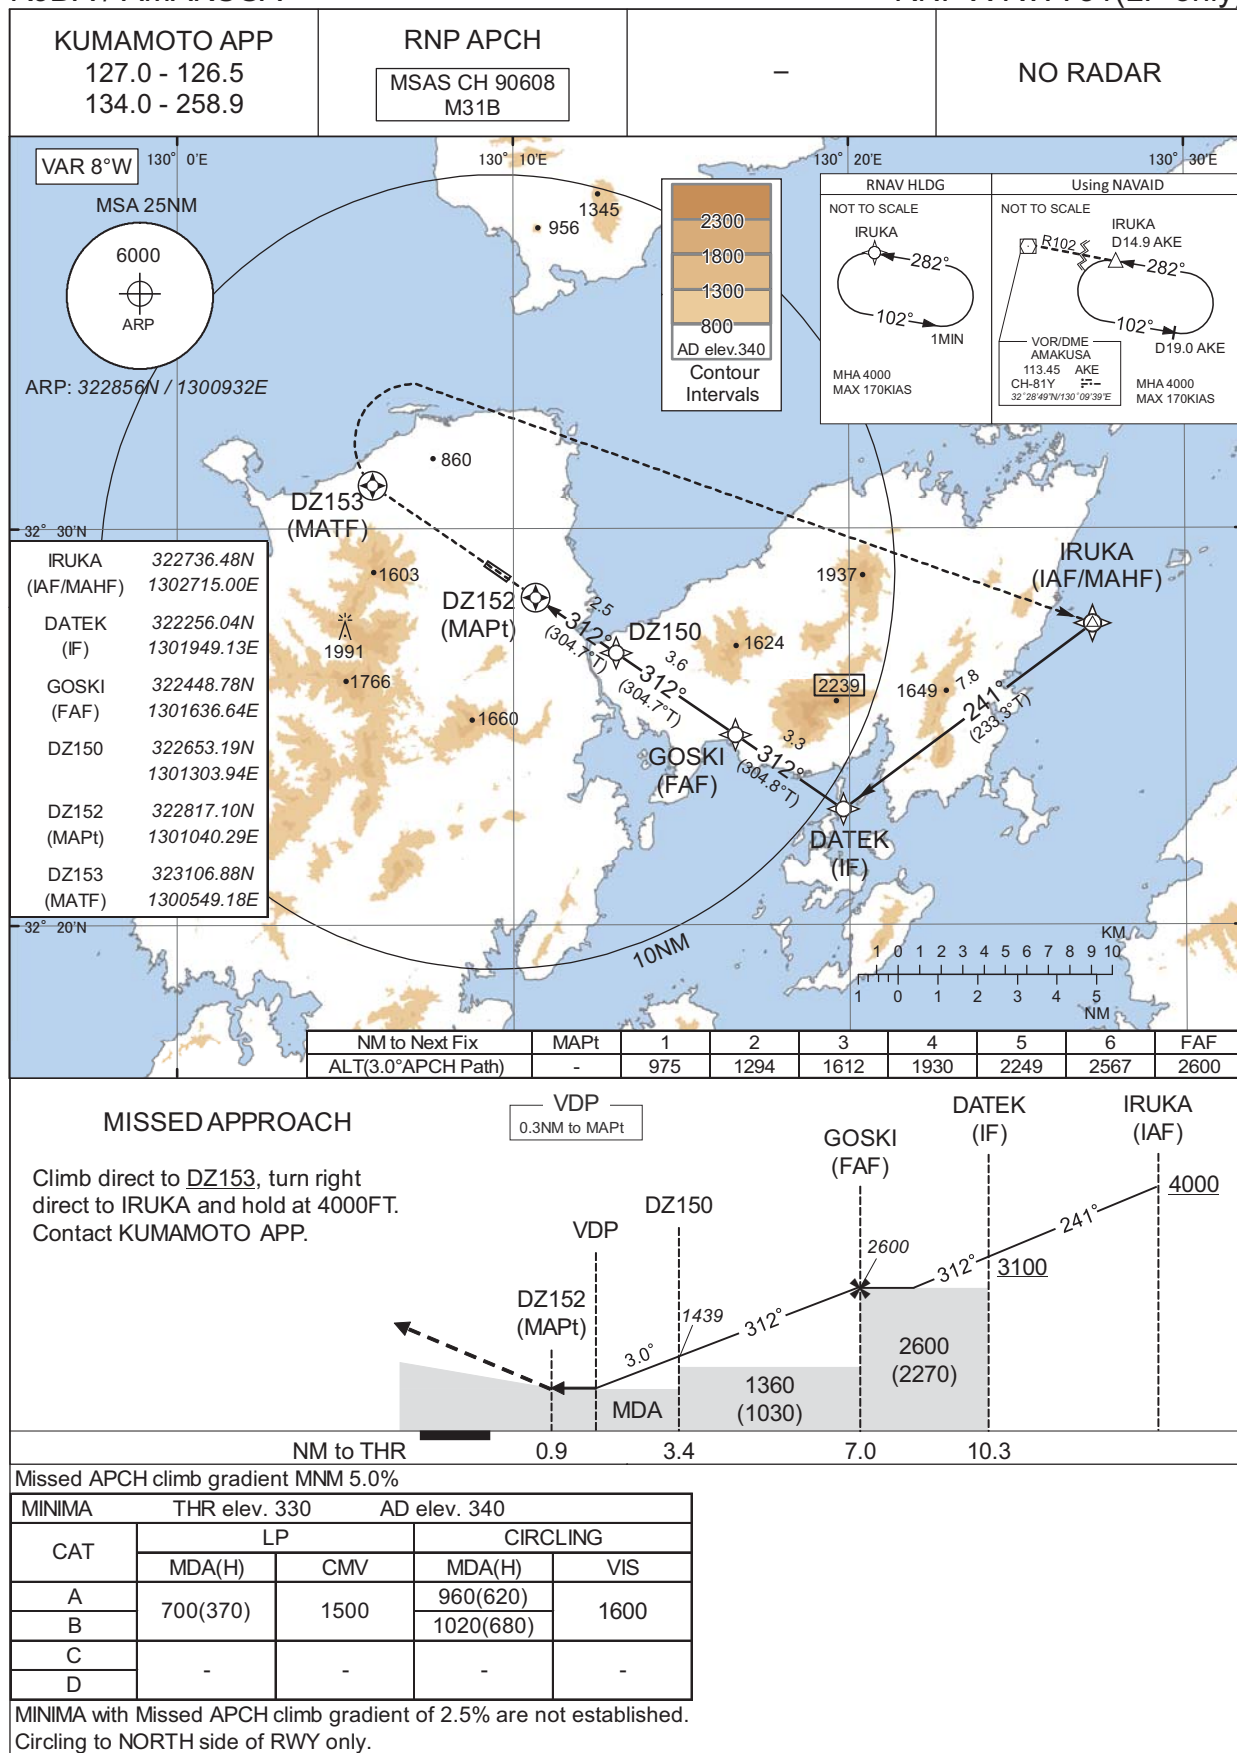 KUMAMOTO APP
127.0 - 126.5
134.0 - 258.9
RNP APCH
MSAS CH 90608
M31B
–
NO RADAR
VAR 8°W
130° 0'E
130° 10'E
130° 20'E
130° 30'E
MSA 25NM
6000
ARP
ARP: 322856N / 1300932E
956
1345
2300
1800
1300
800
AD elev.340
Contour
Intervals
RNAV HLDG
NOT TO SCALE
IRUKA
282°
102°
1MIN
MHA 4000
MAX 170KIAS
Using NAVAID
NOT TO SCALE
IRUKA
D14.9 AKE
R102
282°
102°
D19.0 AKE
VOR/DME
AMAKUSA
113.45 AKE
CH-81Y
32°28'49"N/130°09'39"E
MHA 4000
MAX 170KIAS
860
DZ153
(MATF)
32° 30'N
IRUKA 322736.48N
(IAF/MAHF) 1302715.00E
DATEK 322256.04N
(IF) 1301949.13E
GOSKI 322448.78N
(FAF) 1301636.64E
DZ150 322653.19N
1301303.94E
DZ152 322817.10N
(MAPt) 1301040.29E
DZ153 323106.88N
(MATF) 1300549.18E
1603
1991
1766
1660
DZ152
(MAPt)
2.5
312°
(304.7°T)
DZ150
3.6
312°
(304.7°T)
1624
1937
2239
1649
IRUKA
(IAF/MAHF)
7.8
241°
(233.3°T)
GOSKI
(FAF)
3.3
312°
(304.8°T)
DATEK
(IF)
32° 20'N
10NM
KM
1 0 1 2 3 4 5 6 7 8 9 10
1 0 1 2 3 4 5
NM
NM to Next Fix MAPt 1 2 3 4 5 6 FAF
ALT(3.0°APCH Path) - 975 1294 1612 1930 2249 2567 2600
MISSED APPROACH
Climb direct to DZ153, turn right
direct to IRUKA and hold at 4000FT.
Contact KUMAMOTO APP.
VDP
0.3NM to MAPt
DATEK
(IF)
IRUKA
(IAF)
GOSKI
(FAF)
DZ150
VDP
DZ152
(MAPt)
4000
241°
3100
312°
2600
312°
1439
3.0°
2600
(2270)
1360
(1030)
MDA
NM to THR 0.9 3.4 7.0 10.3
Missed APCH climb gradient MNM 5.0%
MINIMA THR elev. 330 AD elev. 340
CAT LP CIRCLING
MDA(H) CMV MDA(H) VIS
A 700(370) 1500 960(620) 1600
B 1020(680)
C - - - -
D
MINIMA with Missed APCH climb gradient of 2.5% are not established.
Circling to NORTH side of RWY only.